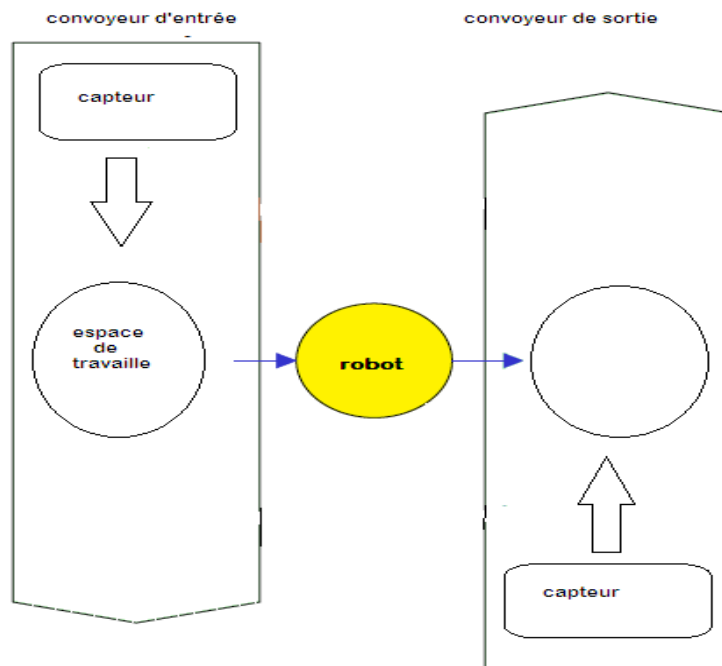 convoyeur d'entrée
convoyeur de sortie
capteur
espace
de
travaille
robot
capteur